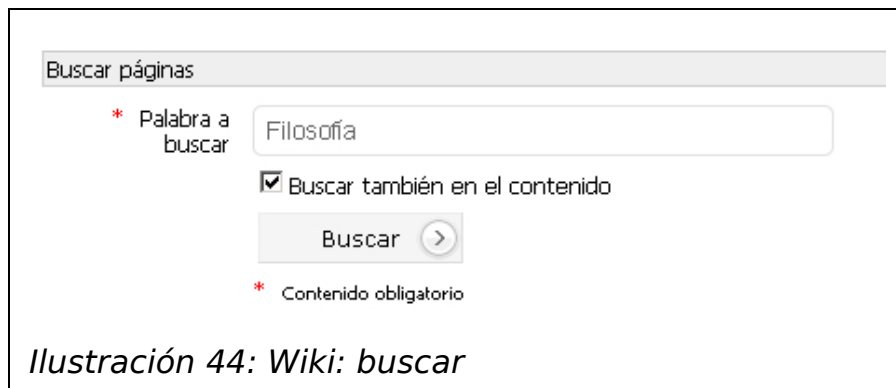 Buscar páginas
* Palabra a
buscar
Filosofía
Buscar también en el contenido
Buscar
* Contenido obligatorio
Ilustración 44: Wiki: buscar